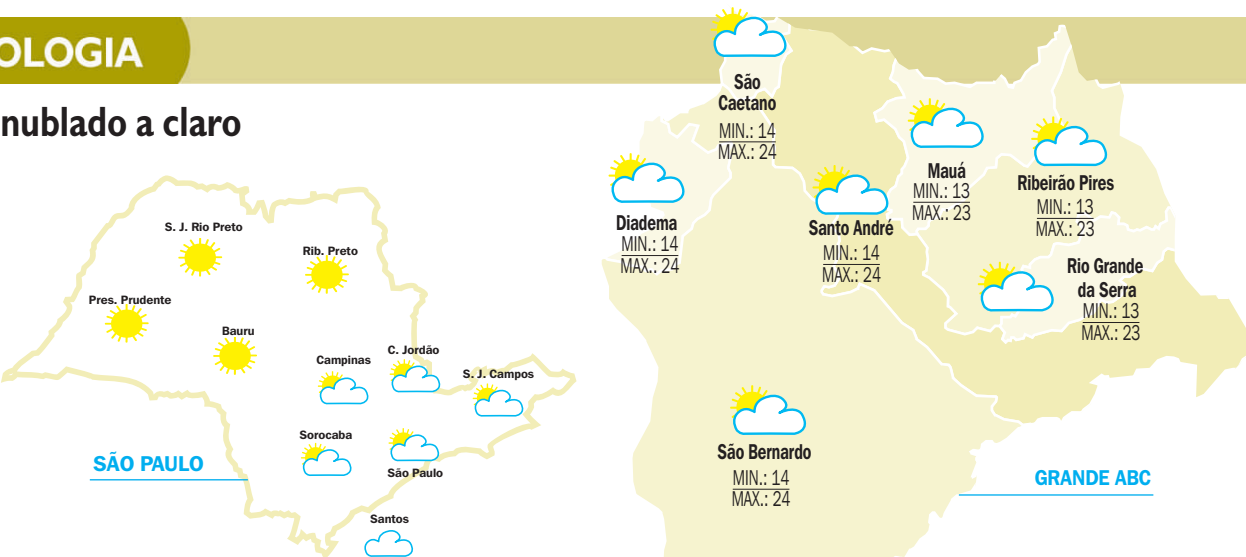 OLOGIA
nublado a claro
S. J. Rio Preto
Rib. Preto
Pres. Prudente
Bauru
Campinas
C. Jordão
S. J. Campos
Sorocaba
São Paulo
Santos
SÃO PAULO
São
Caetano
MIN.: 14
MAX.: 24
Diadema
MIN.: 14
MAX.: 24
Santo André
MIN.: 14
MAX.: 24
Mauá
MIN.: 13
MAX.: 23
Ribeirão Pires
MIN.: 13
MAX.: 23
Rio Grande
da Serra
MIN.: 13
MAX.: 23
São Bernardo
MIN.: 14
MAX.: 24
GRANDE ABC